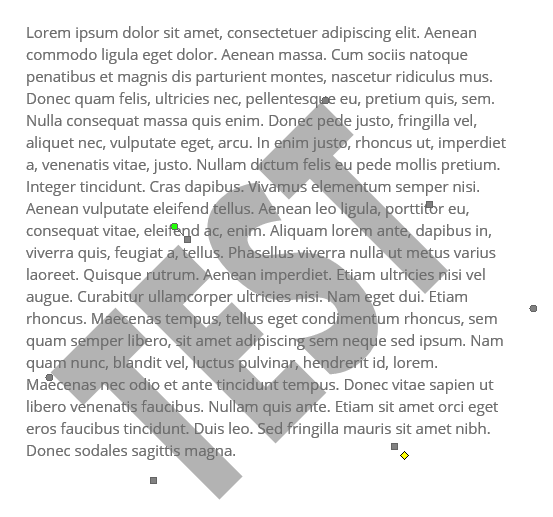 Lorem ipsum dolor sit amet, consectetuer adipiscing elit. Aenean
commodo ligula eget dolor. Aenean massa. Cum sociis natoque
penatibus et magnis dis parturient montes, nascetur ridiculus mus.
Donec quam felis, ultricies nec, pellentesque eu, pretium quis, sem.
Nulla consequat massa quis enim. Donec pede justo, fringilla vel,
aliquet nec, vulputate eget, arcu. In enim justo, rhoncus ut, imperdiet
a, venenatis vitae, justo. Nullam dictum felis eu pede mollis pretium.
Integer tincidunt. Cras dapibus. Vivamus elementum semper nisi.
Aenean vulputate eleifend tellus. Aenean leo ligula, porttitor eu,
consequat vitae, eleifend ac, enim. Aliquam lorem ante, dapibus in,
viverra quis, feugiat a, tellus. Phasellus viverra nulla ut metus varius
laoreet. Quisque rutrum. Aenean imperdiet. Etiam ultricies nisi vel
augue. Curabitur ullamcorper ultricies nisi. Nam eget dui. Etiam
rhoncus. Maecenas tempus, tellus eget condimentum rhoncus, sem
quam semper libero, sit amet adipiscing sem neque sed ipsum. Nam
quam nunc, blandit vel, luctus pulvinar, hendrerit id, lorem.
Maecenas nec odio et ante tincidunt tempus. Donec vitae sapien ut
libero venenatis faucibus. Nullam quis ante. Etiam sit amet orci eget
eros faucibus tincidunt. Duis leo. Sed fringilla mauris sit amet nibh.
Donec sodales sagittis magna.
TEST